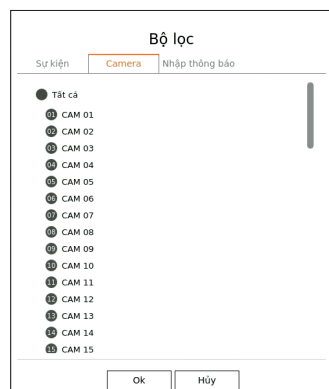 Bộ lọc
Sự kiện Camera Nhập thông báo
Tất cả
01 CAM 01
02 CAM 02
03 CAM 03
04 CAM 04
05 CAM 05
06 CAM 06
07 CAM 07
08 CAM 08
09 CAM 09
10 CAM 10
11 CAM 11
12 CAM 12
13 CAM 13
14 CAM 14
15 CAM 15
Ok Hủy